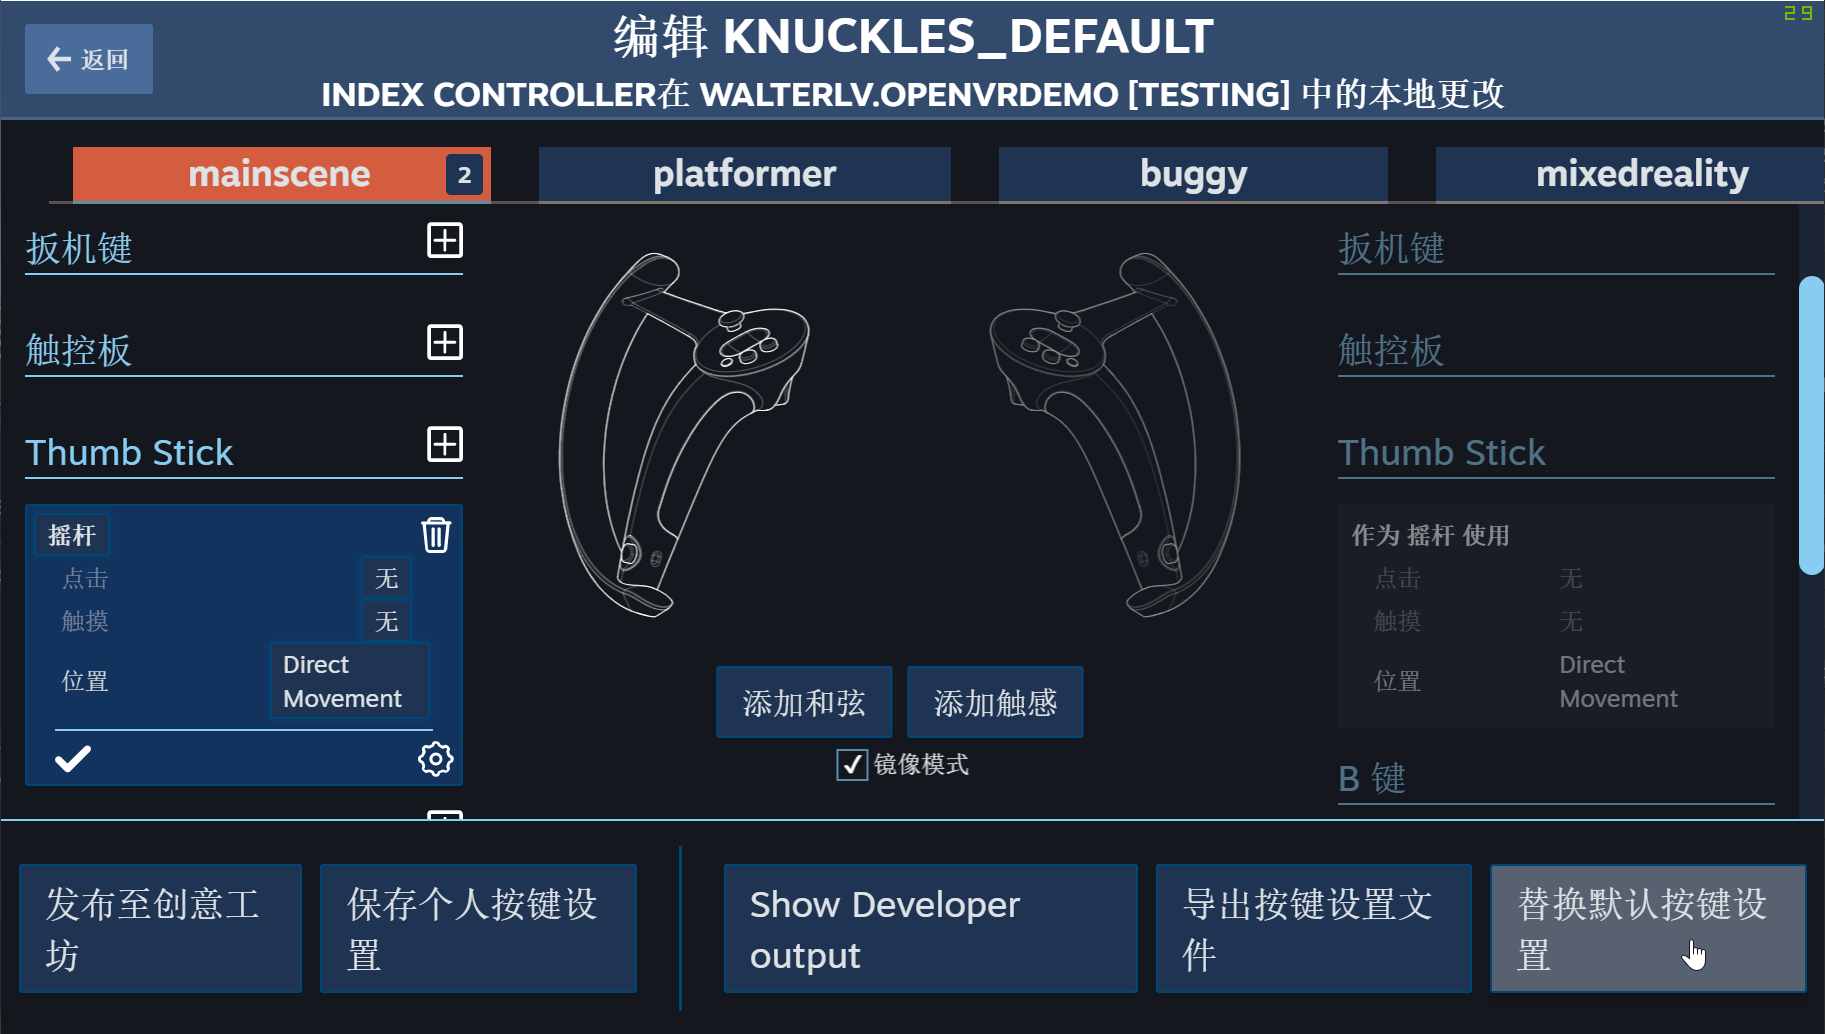 29
返回
编辑 KNUCKLES_DEFAULT
INDEX CONTROLLER在 WALTERLV.OPENVRDEMO [TESTING] 中的本地更改
mainscene 2
platformer
buggy
mixedreality
扳机键
触控板
Thumb Stick
摇杆
点击 无
触摸 无
位置 Direct
Movement
添加和弦
添加触感
镜像模式
扳机键
触控板
Thumb Stick
作为 摇杆 使用
点击 无
触摸 无
位置 Direct
Movement
B 键
发布至创意工
坊
保存个人按键设
置
Show Developer
output
导出按键设置文
件
替换默认按键设
置